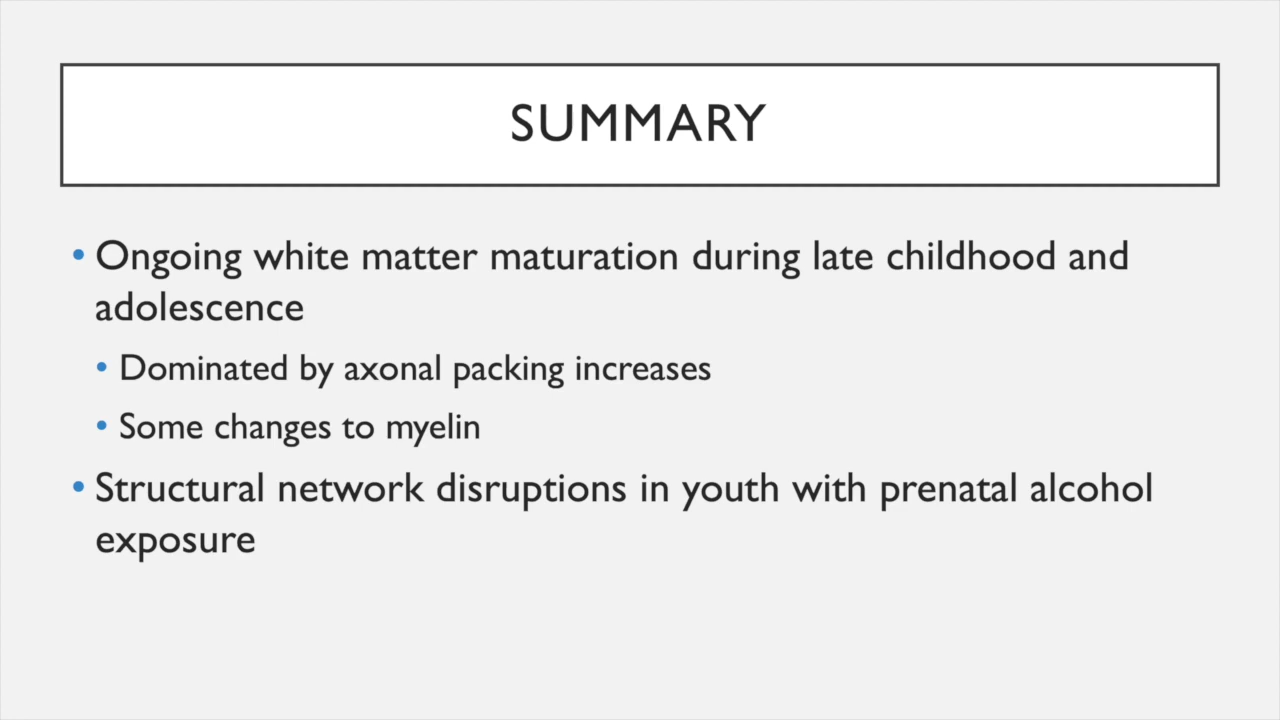 SUMMARY
• Ongoing white matter maturation during late childhood and
adolescence
• Dominated by axonal packing increases
• Some changes to myelin
• Structural network disruptions in youth with prenatal alcohol
exposure